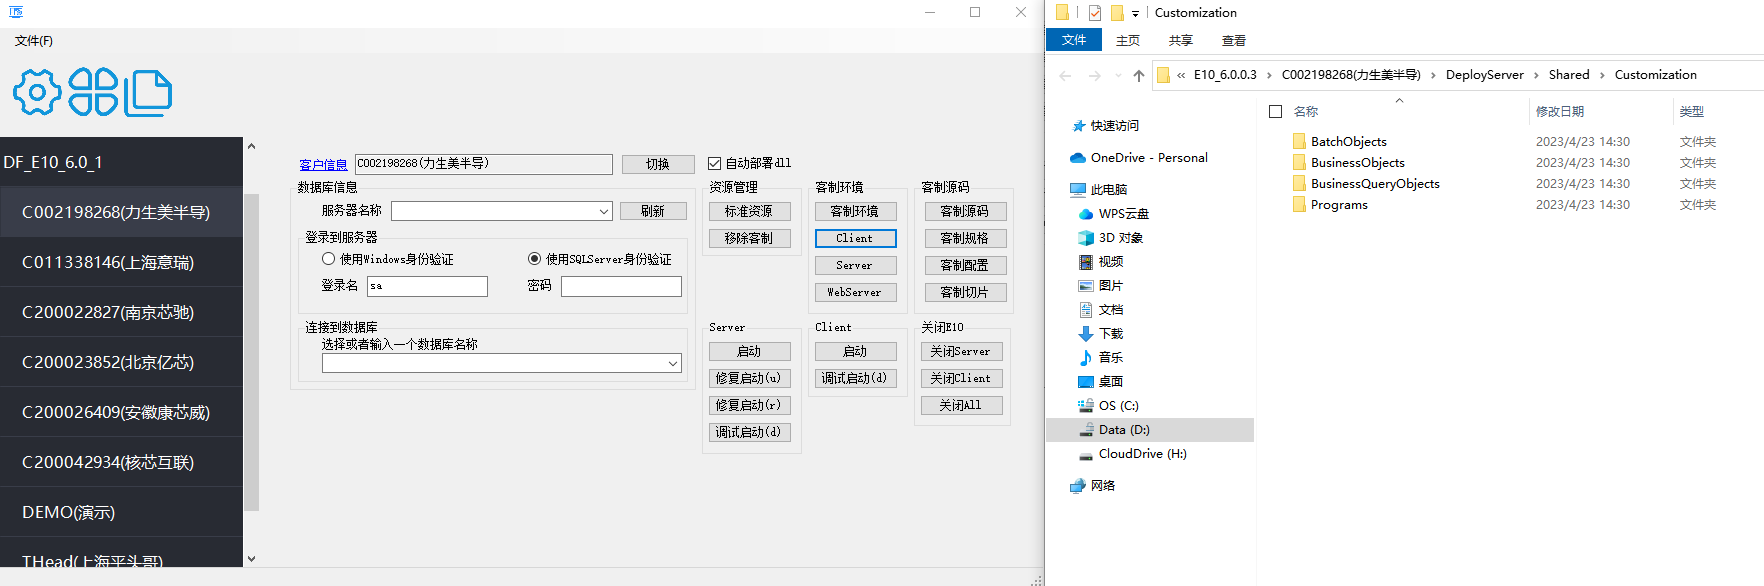 文件(F)
DF_E10_6.0_1
C002198268(力生美半导)
C011338146(上海意瑞)
C200022827(南京芯驰)
C200023852(北京亿芯)
C200026409(安徽康芯威)
C200042934(核芯互联)
DEMO(演示)
THead(上海平头哥)
客户信息 C002198268(力生美半导) 切换 自动部署dll
数据库信息
服务器名称 刷新
登录到服务器
使用Windows身份验证 使用SQLServer身份验证
登录名 sa 密码
连接到数据库
选择或者输入一个数据库名称
资源管理
标准资源
移除客制
客制环境
客制环境
Client
Server
WebServer
客制源码
客制源码
客制规格
客制配置
客制切片
Server
启动
修复启动(u)
修复启动(r)
调试启动(d)
Client
启动
调试启动(d)
关闭E10
关闭Server
关闭Client
关闭All
Customization
文件 主页 共享 查看
« E10_6.0.0.3 › C002198268(力生美半导) › DeployServer › Shared › Customization
快速访问
OneDrive - Personal
此电脑
WPS云盘
3D 对象
视频
图片
文档
下载
音乐
桌面
OS (C:)
Data (D:)
CloudDrive (H:)
网络
名称 修改日期 类型
BatchObjects 2023/4/23 14:30 文件夹
BusinessObjects 2023/4/23 14:30 文件夹
BusinessQueryObjects 2023/4/23 14:30 文件夹
Programs 2023/4/23 14:30 文件夹